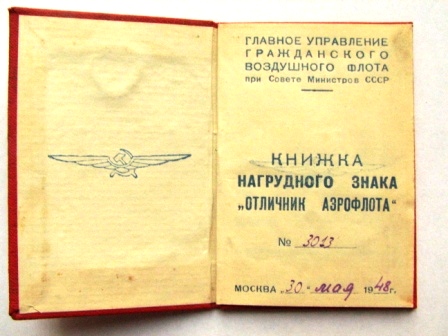 ГЛАВНОЕ УПРАВЛЕНИЕ
ГРАЖДАНСКОГО
ВОЗДУШНОГО ФЛОТА
при Совете Министров СССР
КНИЖКА
НАГРУДНОГО ЗНАКА
„ОТЛИЧНИК АЭРОФЛОТА“
№ 3013
МОСКВА „30“ мая 1948г.